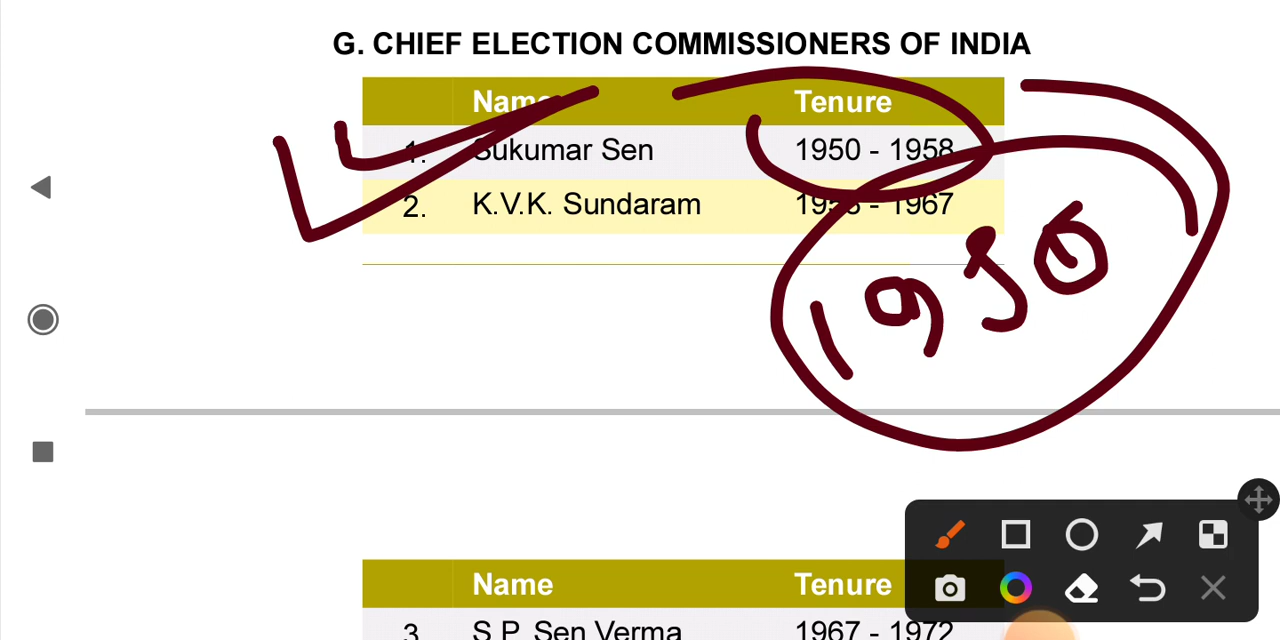 G. CHIEF ELECTION COMMISSIONERS OF INDIA
Name Tenure
1. Sukumar Sen 1950 - 1958
2. K.V.K. Sundaram 1958 - 1967
1950
Name Tenure
3. S.P. Sen Verma 1967 - 1972